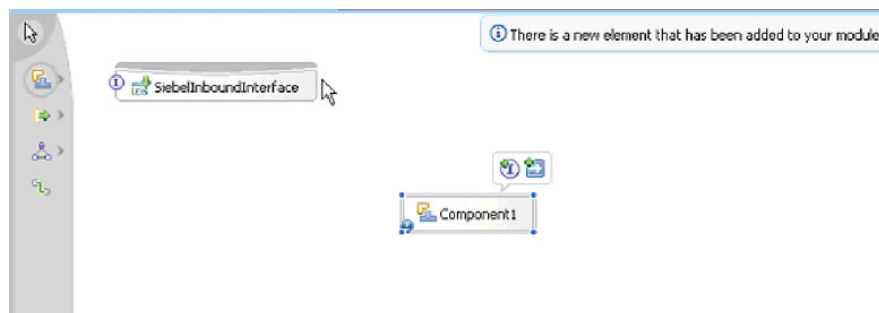 There is a new element that has been added to your module
SiebelInboundInterface
Component1